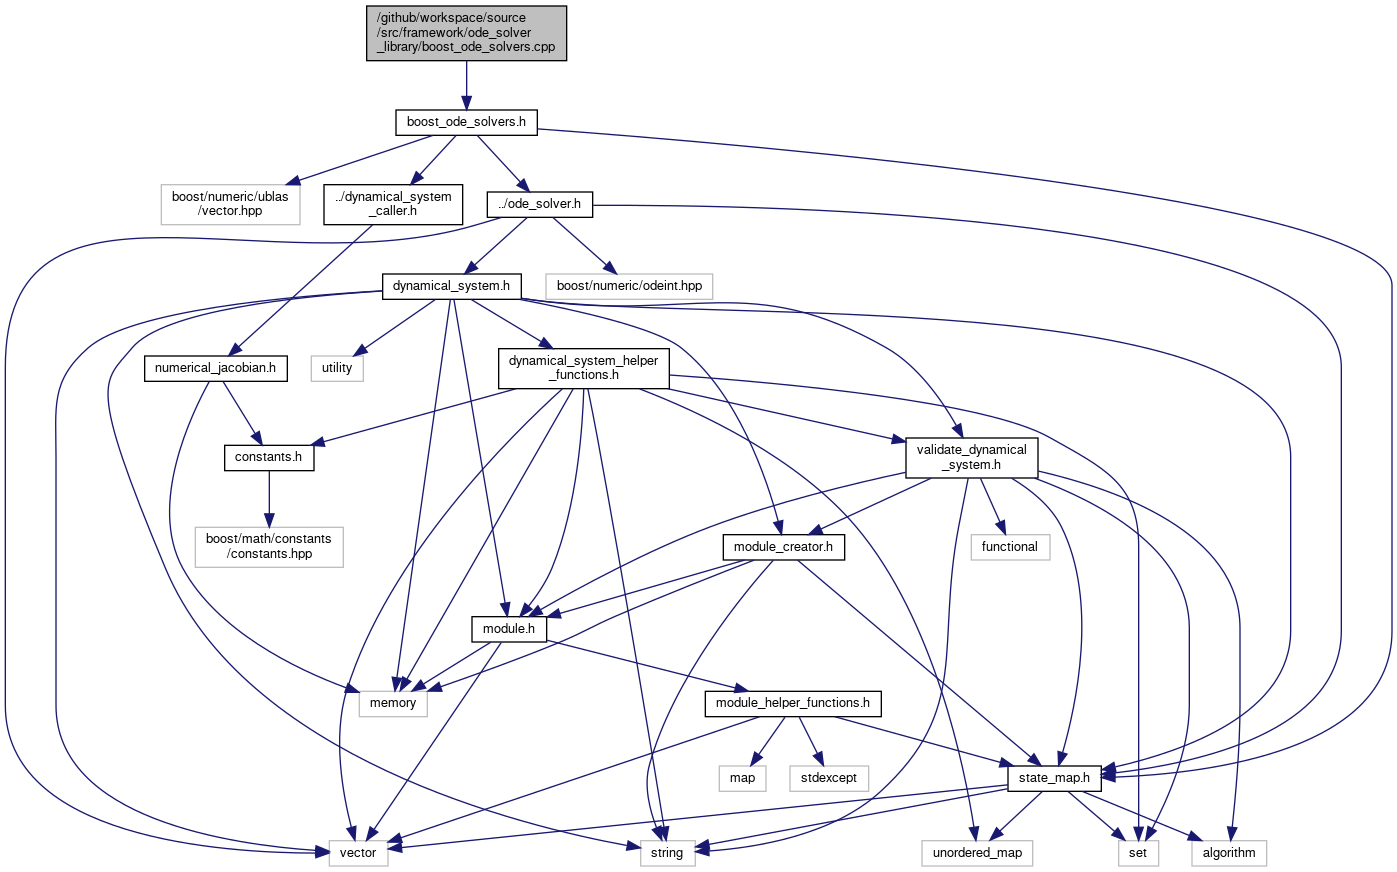 /github/workspace/source
/src/framework/ode_solver
_library/boost_ode_solvers.cpp
boost_ode_solvers.h
boost/numeric/ublas
/vector.hpp
../dynamical_system
_caller.h
../ode_solver.h
dynamical_system.h
boost/numeric/odeint.hpp
numerical_jacobian.h
utility
dynamical_system_helper
_functions.h
constants.h
validate_dynamical
_system.h
boost/math/constants
/constants.hpp
module_creator.h
functional
module.h
memory
module_helper_functions.h
map
stdexcept
state_map.h
vector
string
unordered_map
set
algorithm